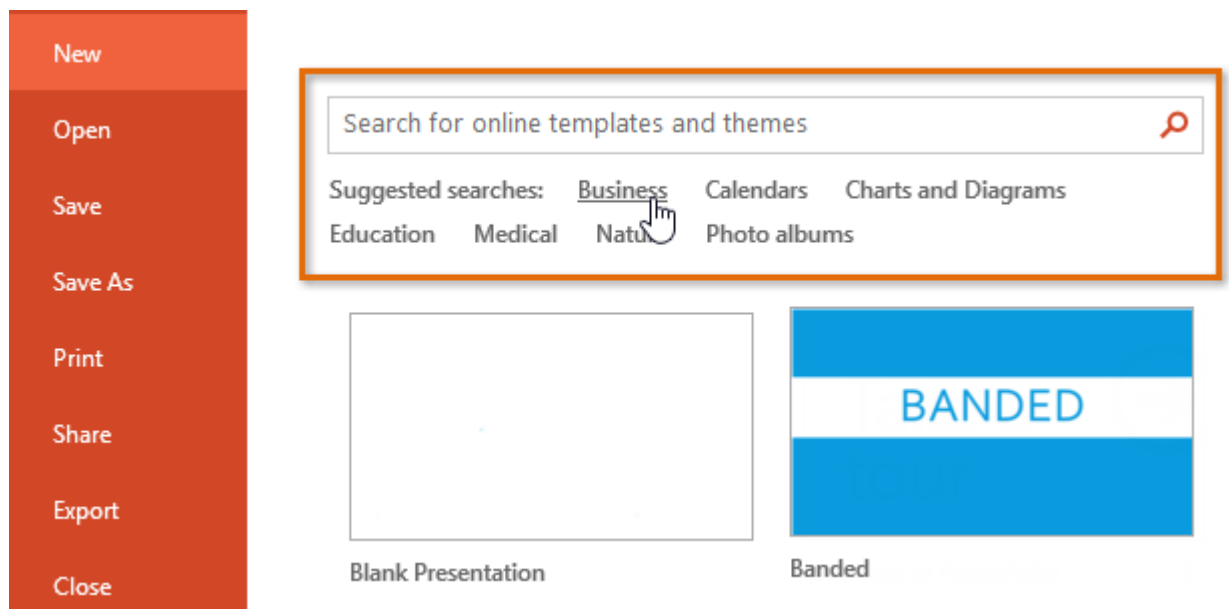 New
Open
Save
Save As
Print
Share
Export
Close
Search for online templates and themes
Suggested searches: Business Calendars Charts and Diagrams
Education Medical Photo albums
BANDED
Blank Presentation
Banded